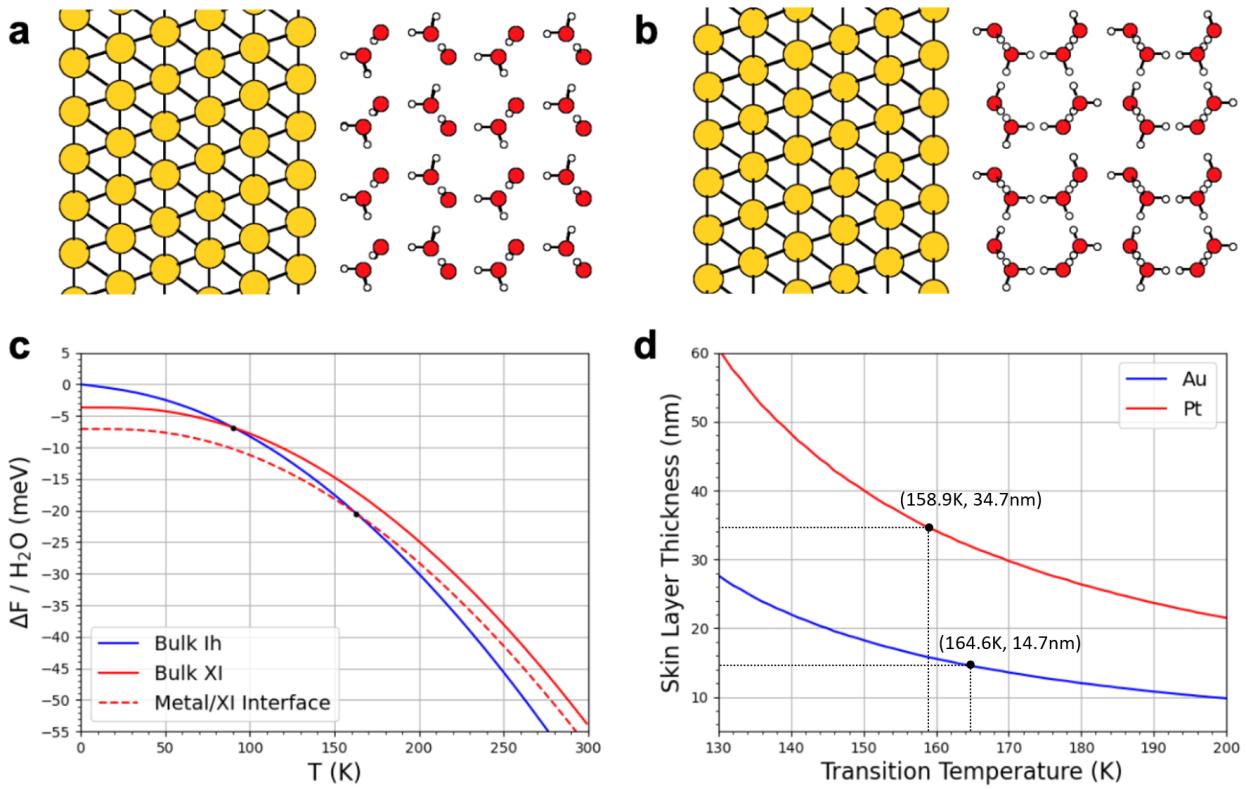 a
b
c
5
0
−5
−10
−15
−20
−25
−30
−35
−40
−45
−50
−55
ΔF / H₂O (meV)
Bulk Ih
Bulk XI
Metal/XI Interface
0 50 100 150 200 250 300
T (K)
d
60
50
40
30
20
10
Skin Layer Thickness (nm)
Au
Pt
(158.9K, 34.7nm)
(164.6K, 14.7nm)
130 140 150 160 170 180 190 200
Transition Temperature (K)